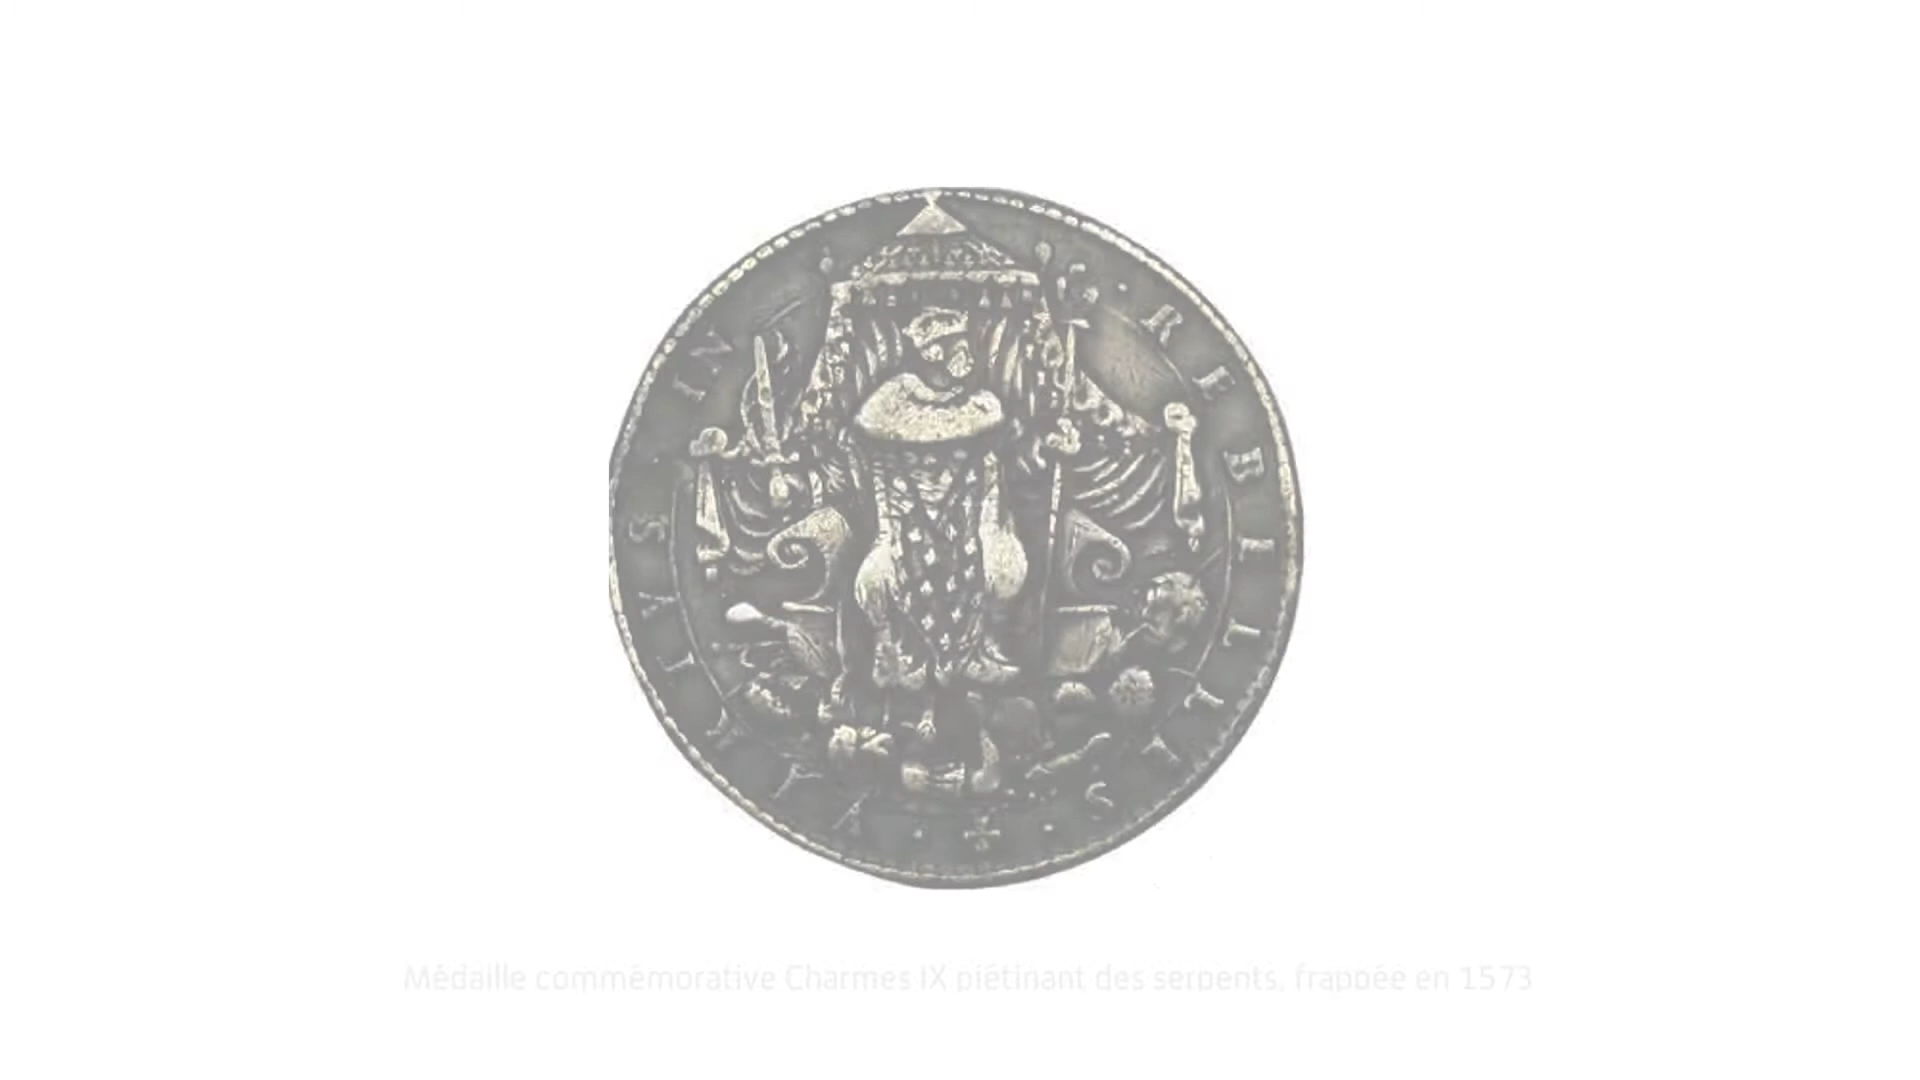 VIRTVS IN REBELLES
Médaille commémorative Charmes IX piétinant des serpents, frappée en 1573